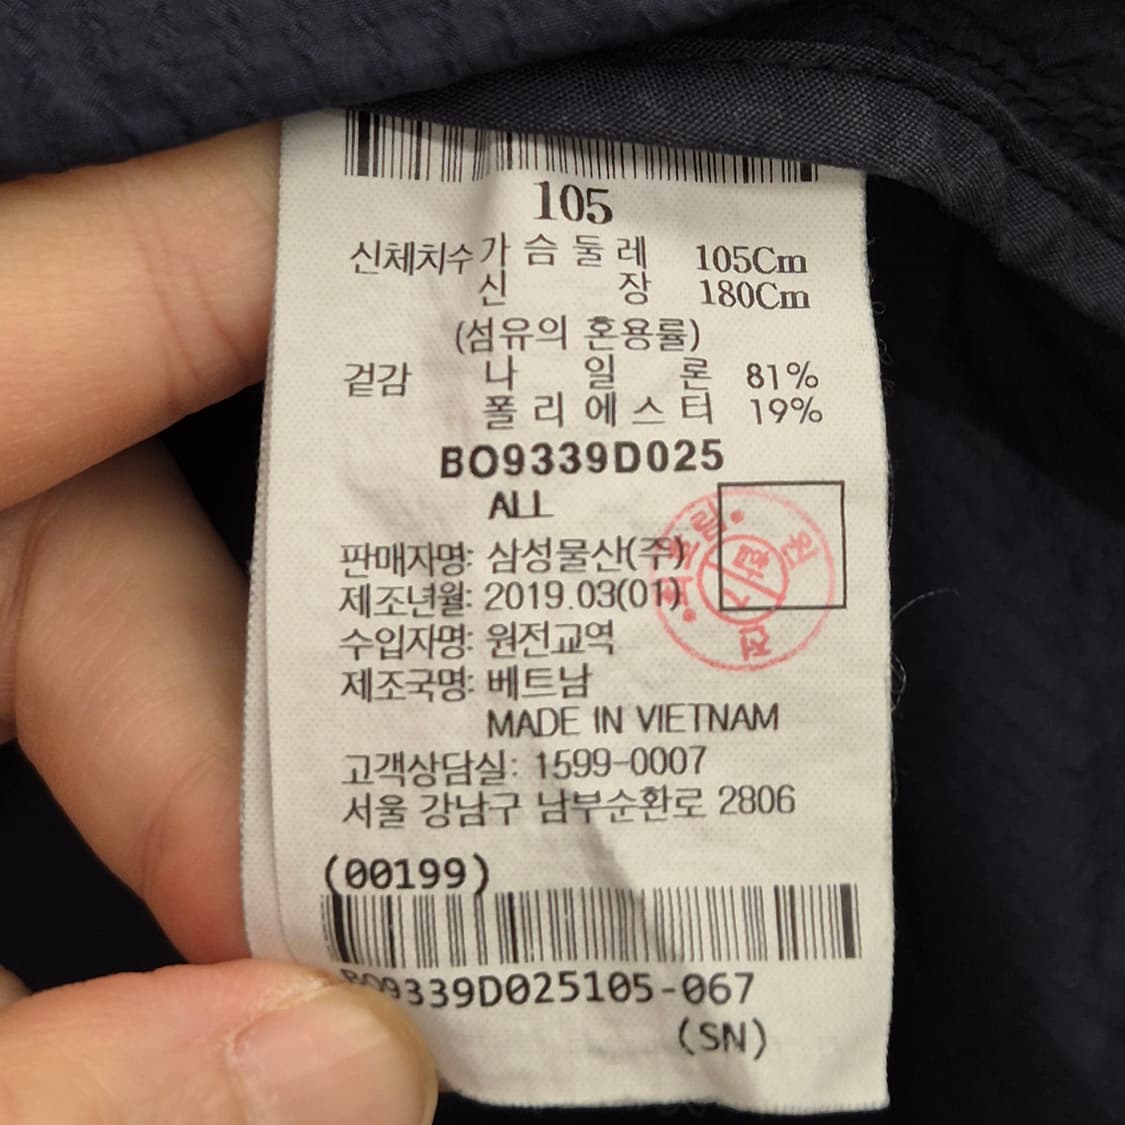 105
신체치수 가슴둘레 105Cm
신장 180Cm
(섬유의 혼용률)
겉감 나일론 81%
폴리에스터 19%
BO9339D025
ALL
판매자명: 삼성물산(주)
제조년월: 2019.03(01)
수입자명: 원전교역
제조국명: 베트남
MADE IN VIETNAM
고객상담실: 1599-0007
서울 강남구 남부순환로 2806
(00199)
BO9339D025105-067
(SN)